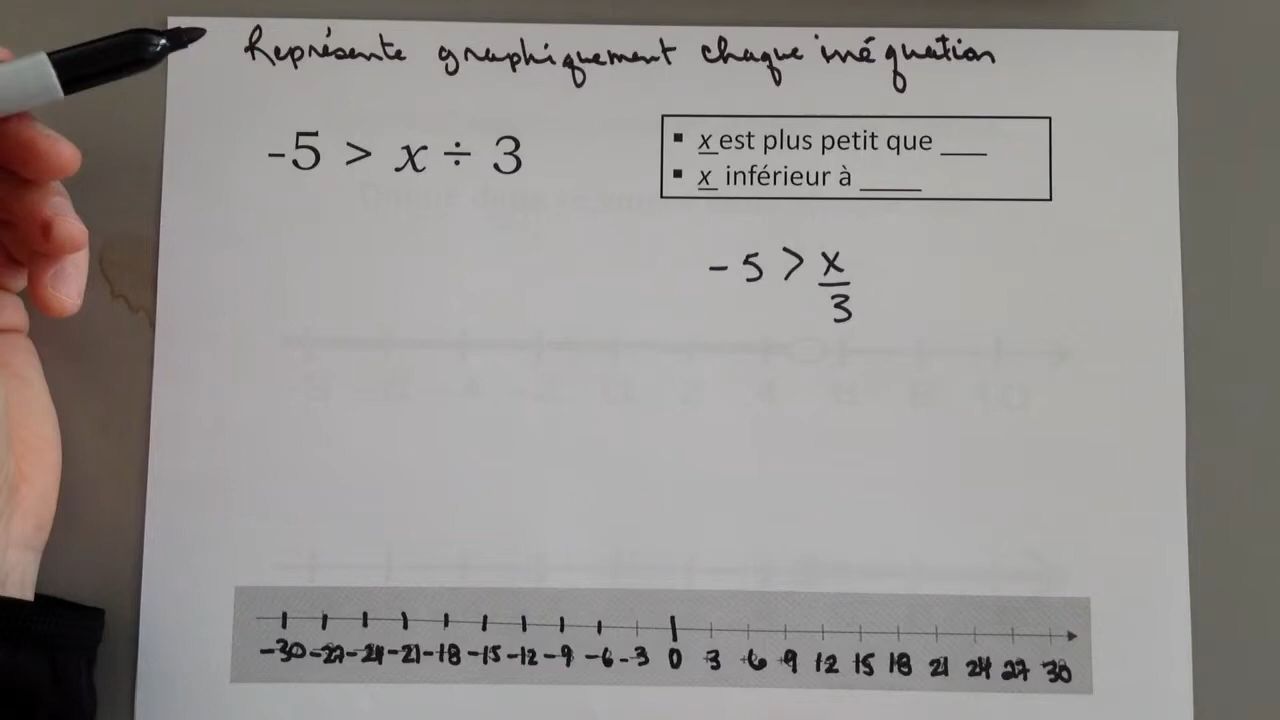 Représente graphiquement chaque inéquation
-5 > x ÷ 3
▪ x est plus petit que ___
▪ x inférieur à ____
- 5 > x
3
-30 -27 -24 -21 -18 -15 -12 -9 -6 -3 0 3 +6 +9 12 15 18 21 24 27 30